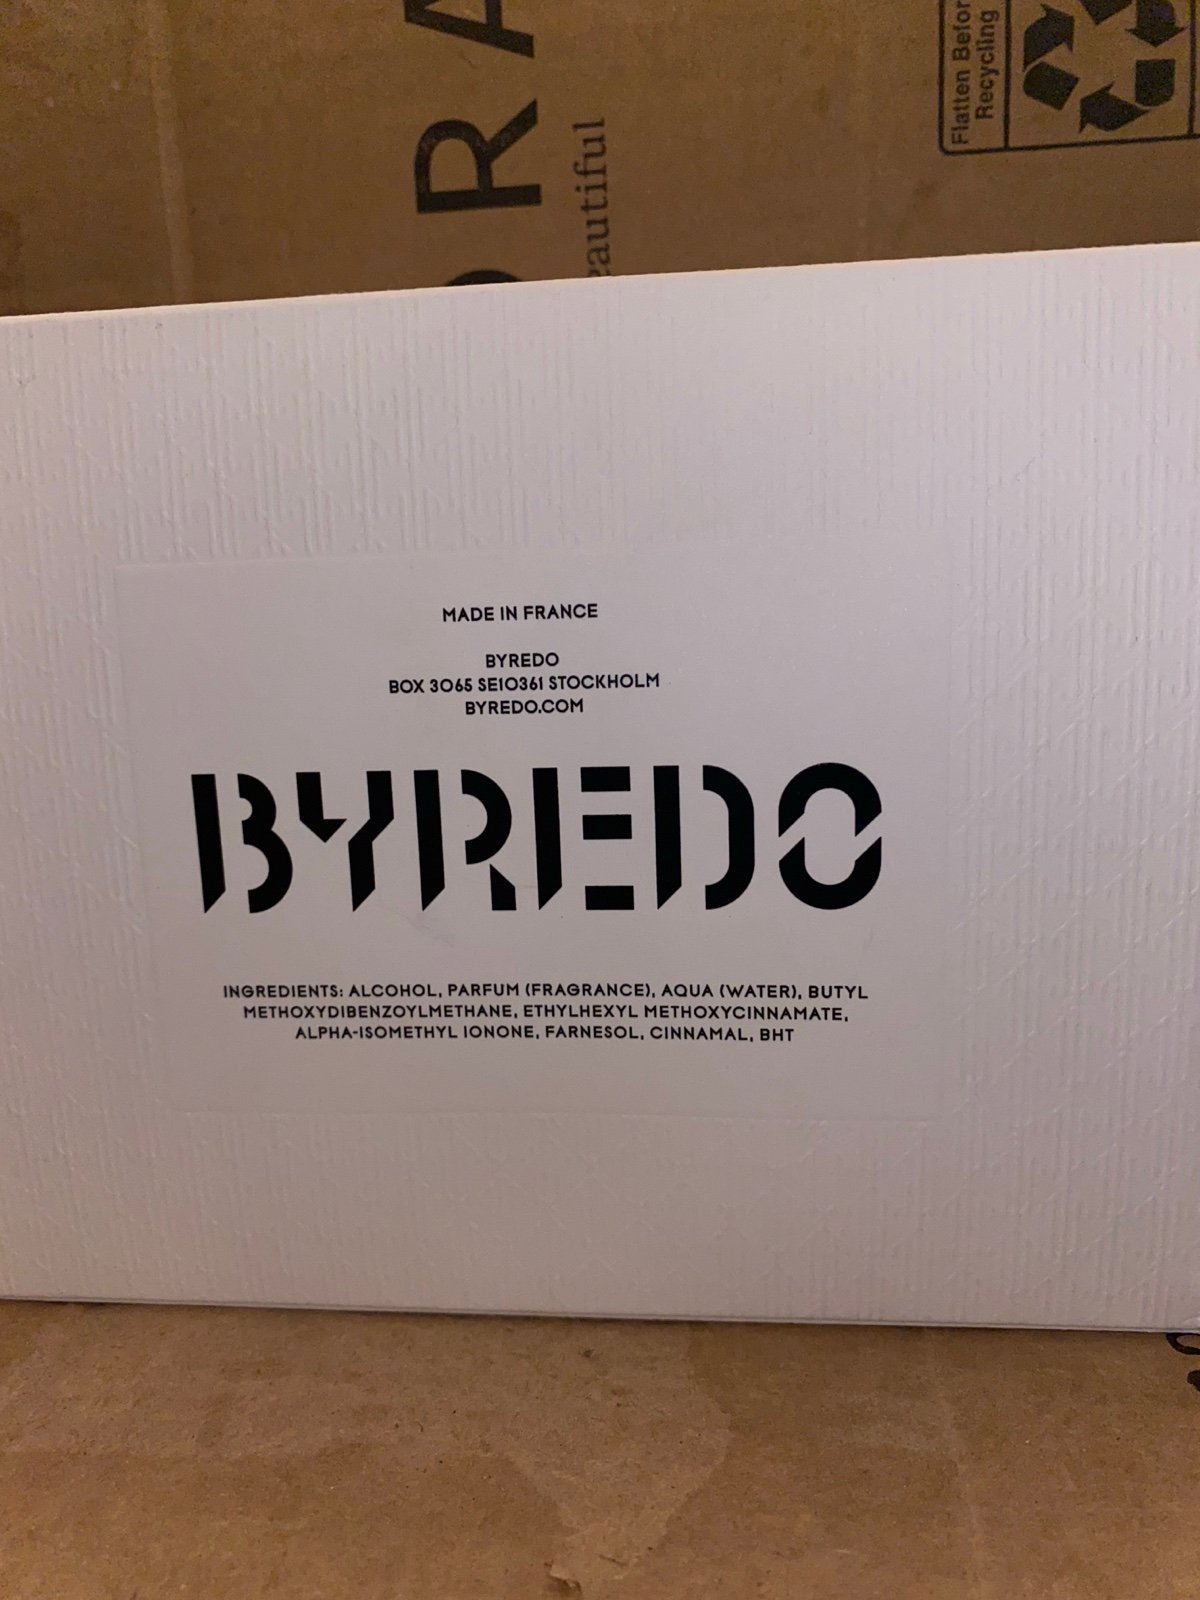 R A
eautiful
Flatten Before
Recycling
MADE IN FRANCE
BYREDO
BOX 3065 SE10361 STOCKHOLM
BYREDO.COM
BYREDO
INGREDIENTS: ALCOHOL, PARFUM (FRAGRANCE), AQUA (WATER), BUTYL
METHOXYDIBENZOYLMETHANE, ETHYLHEXYL METHOXYCINNAMATE,
ALPHA-ISOMETHYL IONONE, FARNESOL, CINNAMAL, BHT